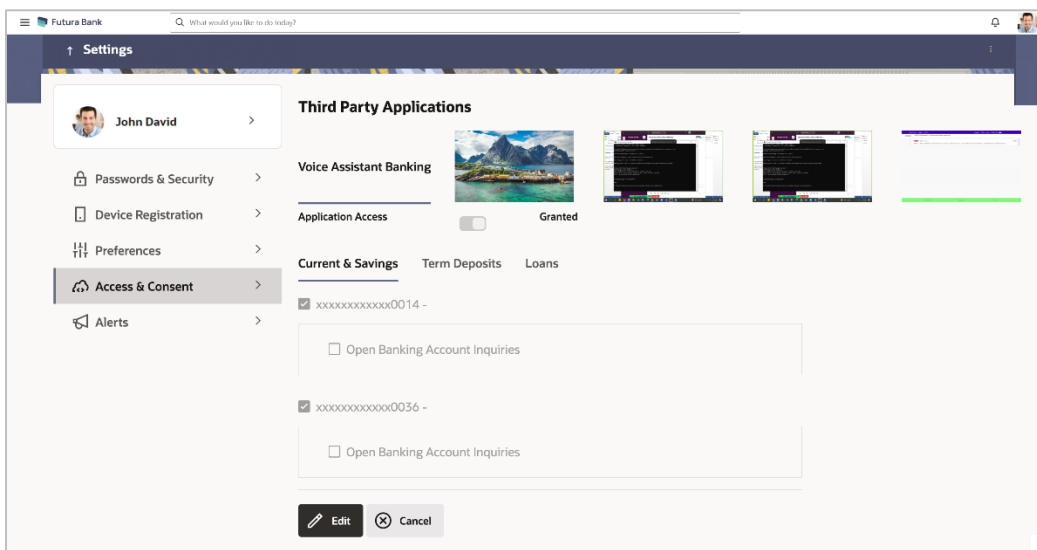 Futura Bank
What would you like to do today?
Settings
John David
Passwords & Security
Device Registration
Preferences
Access & Consent
Alerts
Third Party Applications
Voice Assistant Banking
Application Access
Granted
Current & Savings Term Deposits Loans
xxxxxxxxxxxx0014 -
Open Banking Account Inquiries
xxxxxxxxxxxx0036 -
Open Banking Account Inquiries
Edit Cancel